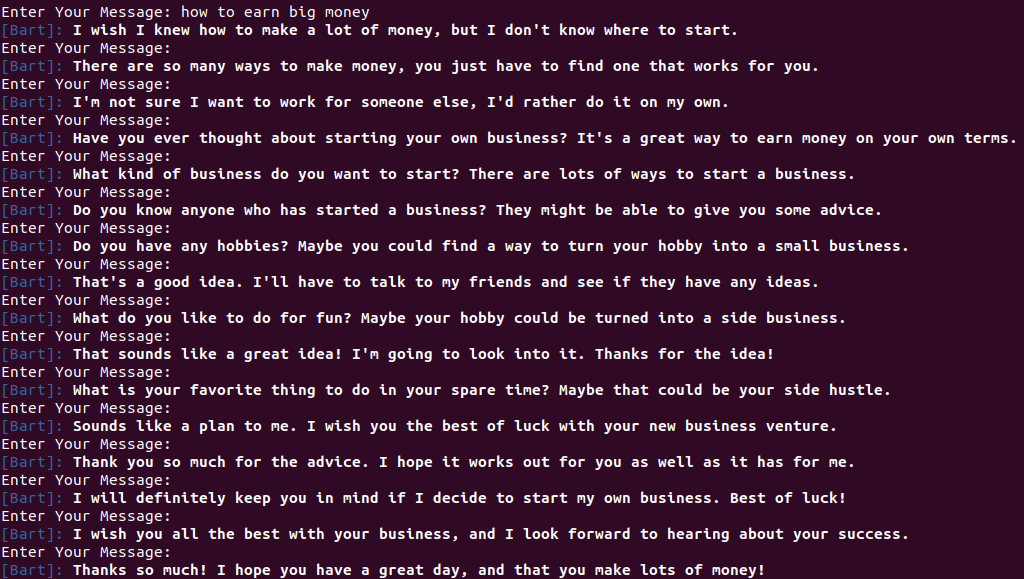 Enter Your Message: how to earn big money
[Bart]: I wish I knew how to make a lot of money, but I don't know where to start.
Enter Your Message:
[Bart]: There are so many ways to make money, you just have to find one that works for you.
Enter Your Message:
[Bart]: I'm not sure I want to work for someone else, I'd rather do it on my own.
Enter Your Message:
[Bart]: Have you ever thought about starting your own business? It's a great way to earn money on your own terms.
Enter Your Message:
[Bart]: What kind of business do you want to start? There are lots of ways to start a business.
Enter Your Message:
[Bart]: Do you know anyone who has started a business? They might be able to give you some advice.
Enter Your Message:
[Bart]: Do you have any hobbies? Maybe you could find a way to turn your hobby into a small business.
Enter Your Message:
[Bart]: That's a good idea. I'll have to talk to my friends and see if they have any ideas.
Enter Your Message:
[Bart]: What do you like to do for fun? Maybe your hobby could be turned into a side business.
Enter Your Message:
[Bart]: That sounds like a great idea! I'm going to look into it. Thanks for the idea!
Enter Your Message:
[Bart]: What is your favorite thing to do in your spare time? Maybe that could be your side hustle.
Enter Your Message:
[Bart]: Sounds like a plan to me. I wish you the best of luck with your new business venture.
Enter Your Message:
[Bart]: Thank you so much for the advice. I hope it works out for you as well as it has for me.
Enter Your Message:
[Bart]: I will definitely keep you in mind if I decide to start my own business. Best of luck!
Enter Your Message:
[Bart]: I wish you all the best with your business, and I look forward to hearing about your success.
Enter Your Message:
[Bart]: Thanks so much! I hope you have a great day, and that you make lots of money!